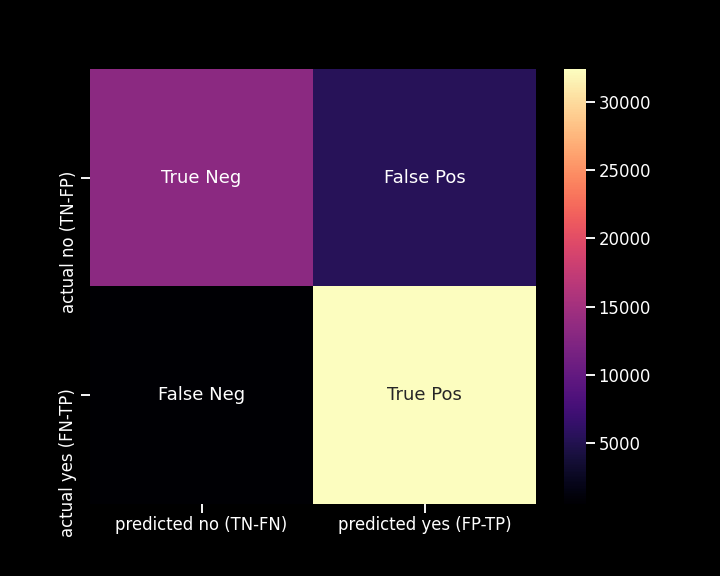 True Neg
False Pos
False Neg
True Pos
actual no (TN-FP)
actual yes (FN-TP)
predicted no (TN-FN)
predicted yes (FP-TP)
30000
25000
20000
15000
10000
5000